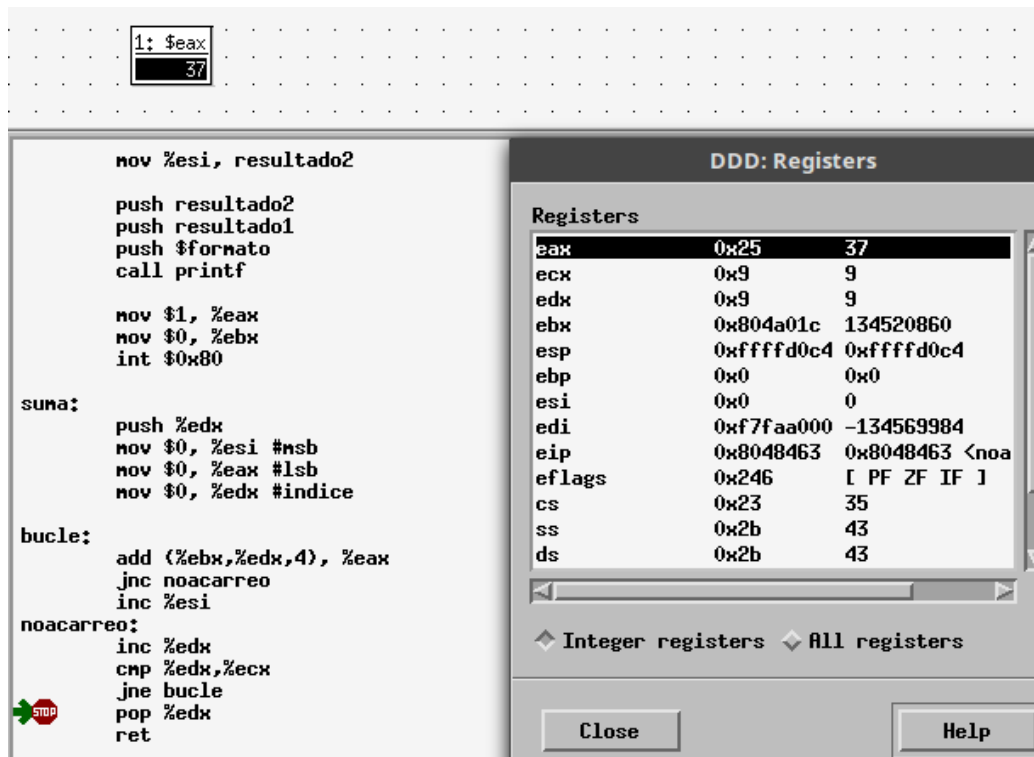 1: $eax
37
mov %esi, resultado2
push resultado2
push resultado1
push $formato
call printf
mov $1, %eax
mov $0, %ebx
int $0x80
suma:
push %edx
mov $0, %esi #msb
mov $0, %eax #lsb
mov $0, %edx #indice
bucle:
add (%ebx,%edx,4), %eax
jnc noacarreo
inc %esi
noacarreo:
inc %edx
cmp %edx,%ecx
jne bucle
STOP pop %edx
ret
DDD: Registers
Registers
eax 0x25 37
ecx 0x9 9
edx 0x9 9
ebx 0x804a01c 134520860
esp 0xffffd0c4 0xffffd0c4
ebp 0x0 0x0
esi 0x0 0
edi 0xf7faa000 -134569984
eip 0x8048463 0x8048463 <noa
eflags 0x246 [ PF ZF IF ]
cs 0x23 35
ss 0x2b 43
ds 0x2b 43
Integer registers All registers
Close Help